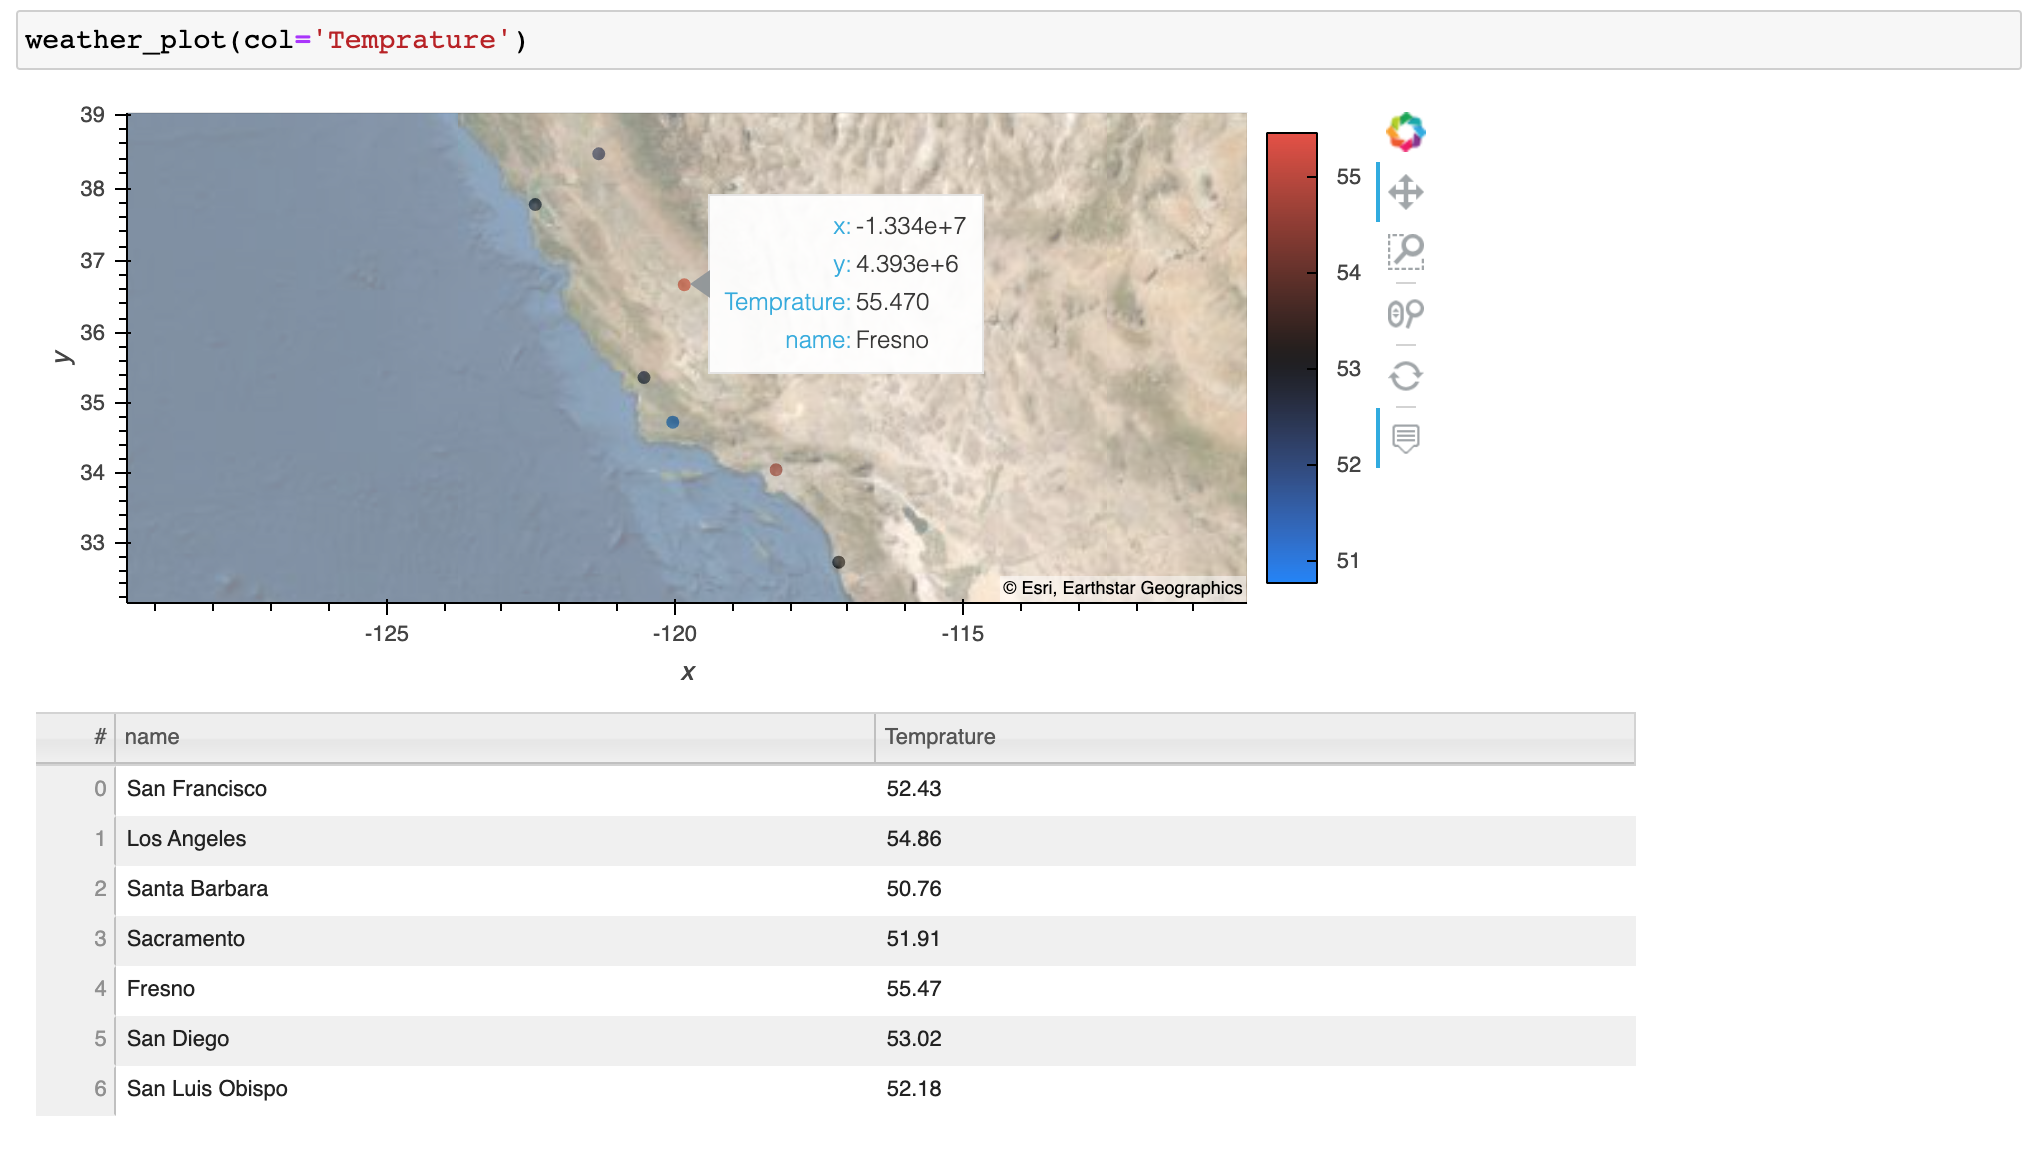 weather_plot(col='Temprature')
39
38
37
36
35
34
33
y
x: -1.334e+7
y: 4.393e+6
Temprature: 55.470
name: Fresno
55
54
53
52
51
© Esri, Earthstar Geographics
-125 -120 -115
x
# name Temprature
0 San Francisco 52.43
1 Los Angeles 54.86
2 Santa Barbara 50.76
3 Sacramento 51.91
4 Fresno 55.47
5 San Diego 53.02
6 San Luis Obispo 52.18